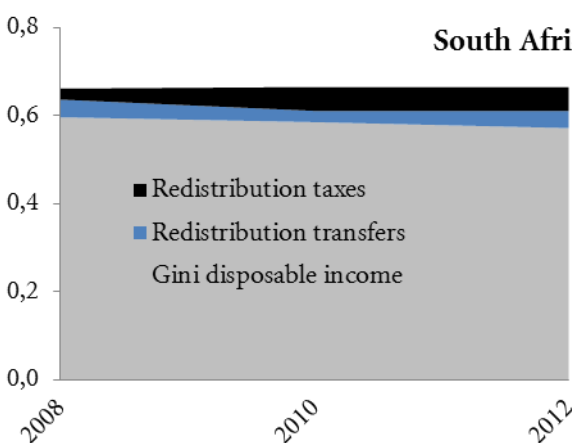 0,8
South Afri
0,6
Redistribution taxes
0,4
Redistribution transfers
Gini disposable income
0,2
0,0
2008
2010
2012